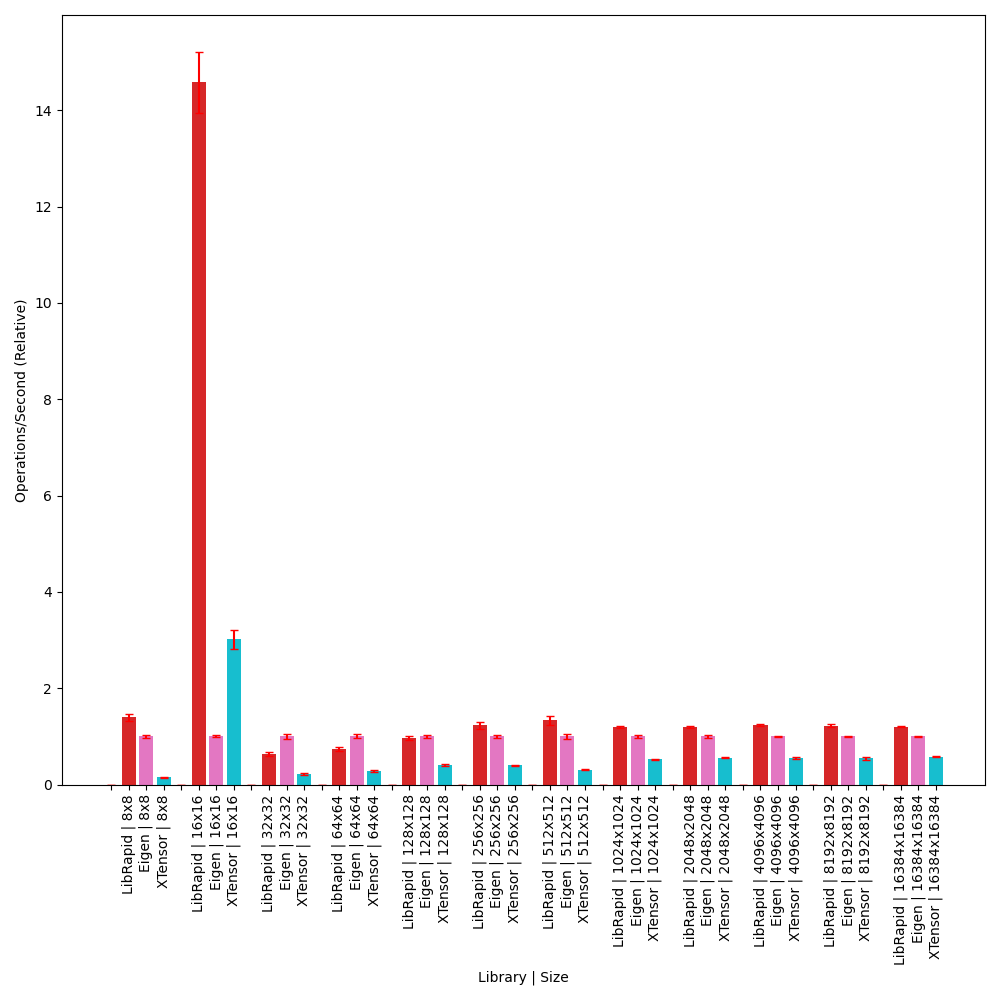 14
12
10
8
6
4
2
0
Operations/Second (Relative)
LibRapid | 8x8
Eigen | 8x8
XTensor | 8x8
LibRapid | 16x16
Eigen | 16x16
XTensor | 16x16
LibRapid | 32x32
Eigen | 32x32
XTensor | 32x32
LibRapid | 64x64
Eigen | 64x64
XTensor | 64x64
LibRapid | 128x128
Eigen | 128x128
XTensor | 128x128
LibRapid | 256x256
Eigen | 256x256
XTensor | 256x256
LibRapid | 512x512
Eigen | 512x512
XTensor | 512x512
LibRapid | 1024x1024
Eigen | 1024x1024
XTensor | 1024x1024
LibRapid | 2048x2048
Eigen | 2048x2048
XTensor | 2048x2048
LibRapid | 4096x4096
Eigen | 4096x4096
XTensor | 4096x4096
LibRapid | 8192x8192
Eigen | 8192x8192
XTensor | 8192x8192
LibRapid | 16384x16384
Eigen | 16384x16384
XTensor | 16384x16384
Library | Size